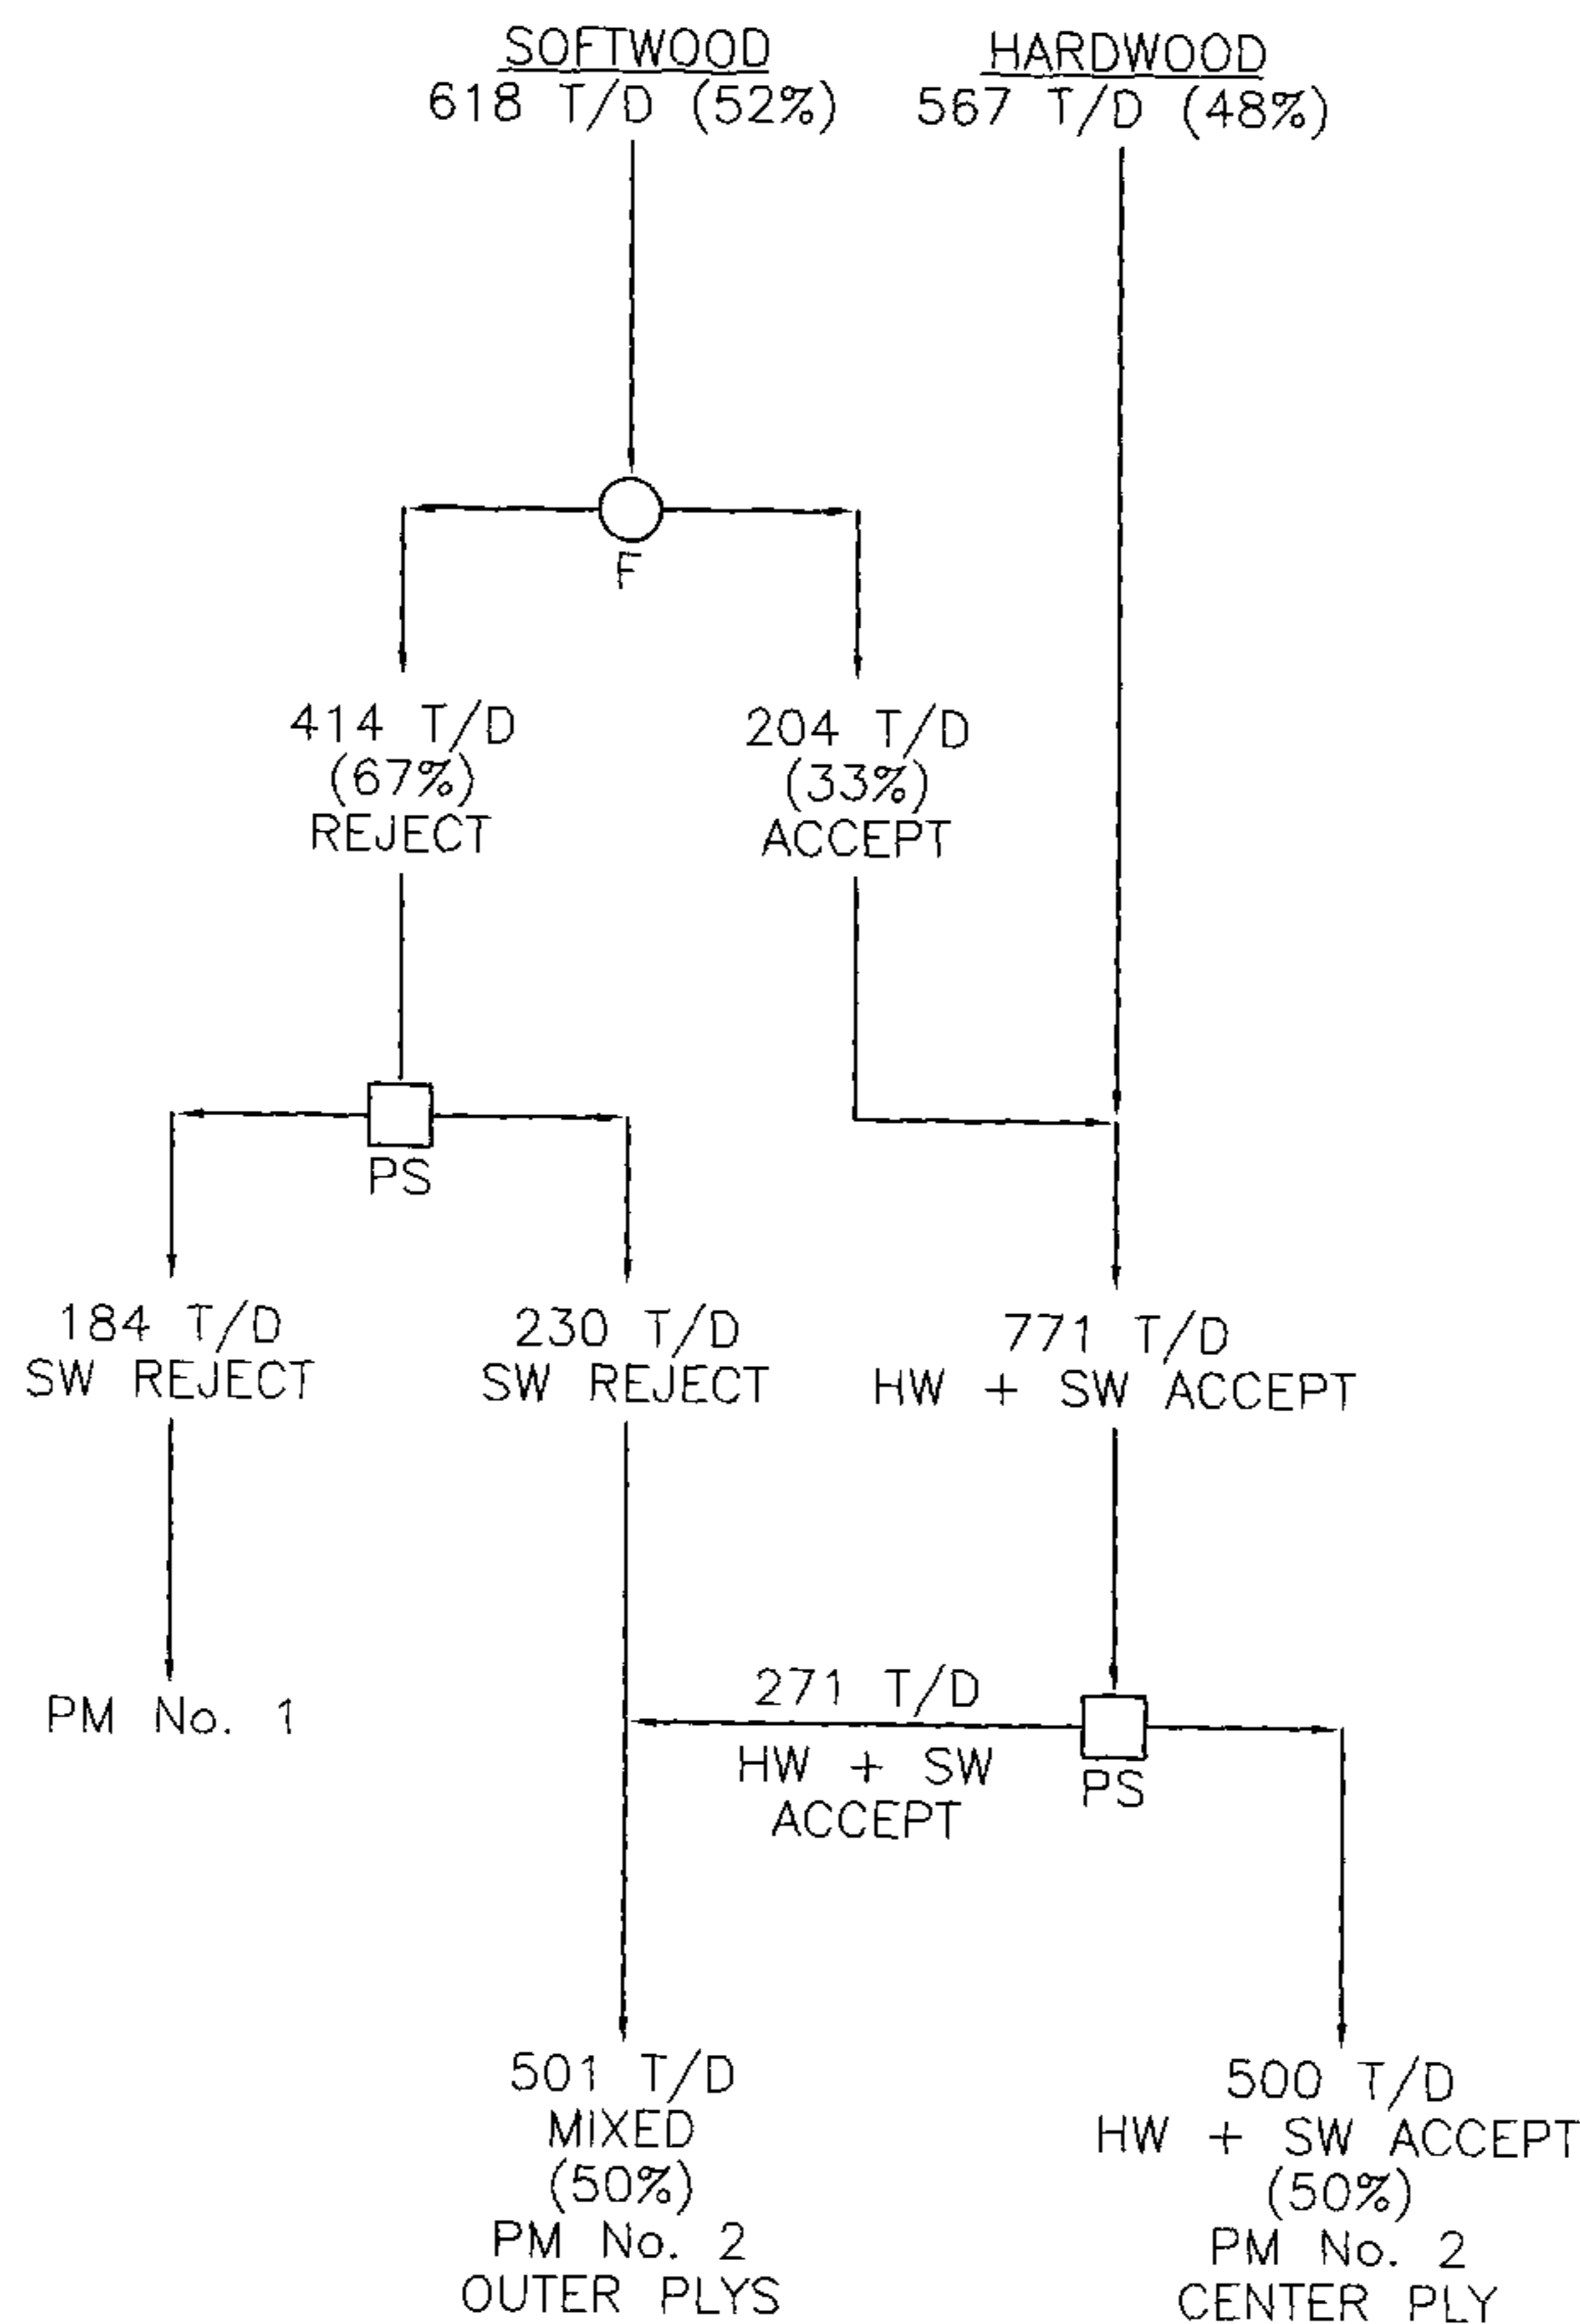 SOFTWOOD
618 T/D (52%)
HARDWOOD
567 T/D (48%)
F
414 T/D
(67%)
REJECT
204 T/D
(33%)
ACCEPT
PS
184 T/D
SW REJECT
230 T/D
SW REJECT
771 T/D
HW + SW ACCEPT
PM No. 1
271 T/D
HW + SW
ACCEPT
PS
501 T/D
MIXED
(50%)
PM No. 2
OUTER PLYS
500 T/D
HW + SW ACCEPT
(50%)
PM No. 2
CENTER PLY